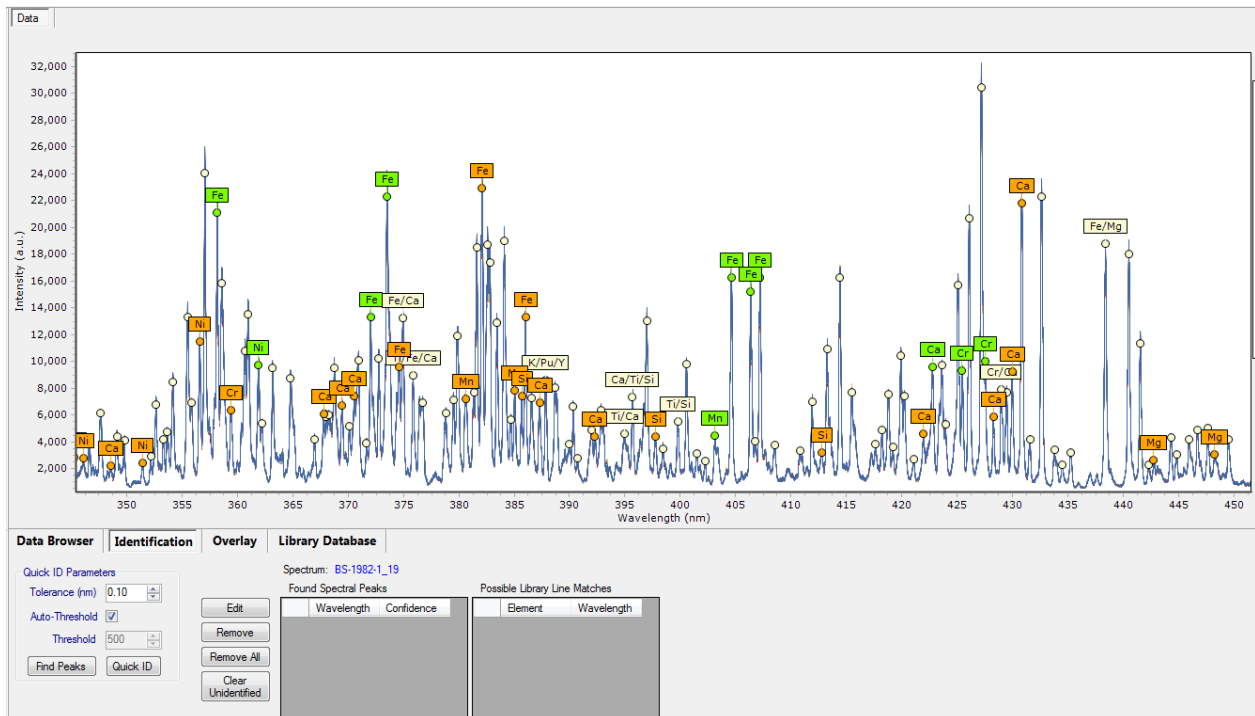 Data
32,000
30,000
28,000
26,000
24,000
22,000
20,000
18,000
16,000
14,000
12,000
10,000
8,000
6,000
4,000
2,000
Intensity (a.u.)
Ni
Ca
Ni
Ni
Fe
Cr
Ni
Ca
Ca
Ca
Fe
Fe
Fe/Ca
Fe
/Fe/Ca
Mn
Fe
Si
Fe
Ca
K/Pu/Y
Ca
Ti/Ca
Ca/Ti/Si
Si
Ti/Si
Mn
Fe
Fe
Fe
Si
Ca
Ca
Cr
Cr
Ca
Cr/
Ca
Ca
Fe/Mg
Mg
Mg
350 355 360 365 370 375 380 385 390 395 400 405 410 415 420 425 430 435 440 445 450
Wavelength (nm)
Data Browser Identification Overlay Library Database
Quick ID Parameters
Tolerance (nm) 0.10
Auto-Threshold
Threshold 500
Find Peaks Quick ID
Edit
Remove
Remove All
Clear
Unidentified
Spectrum: BS-1982-1_19
Found Spectral Peaks
Wavelength Confidence
Possible Library Line Matches
Element Wavelength